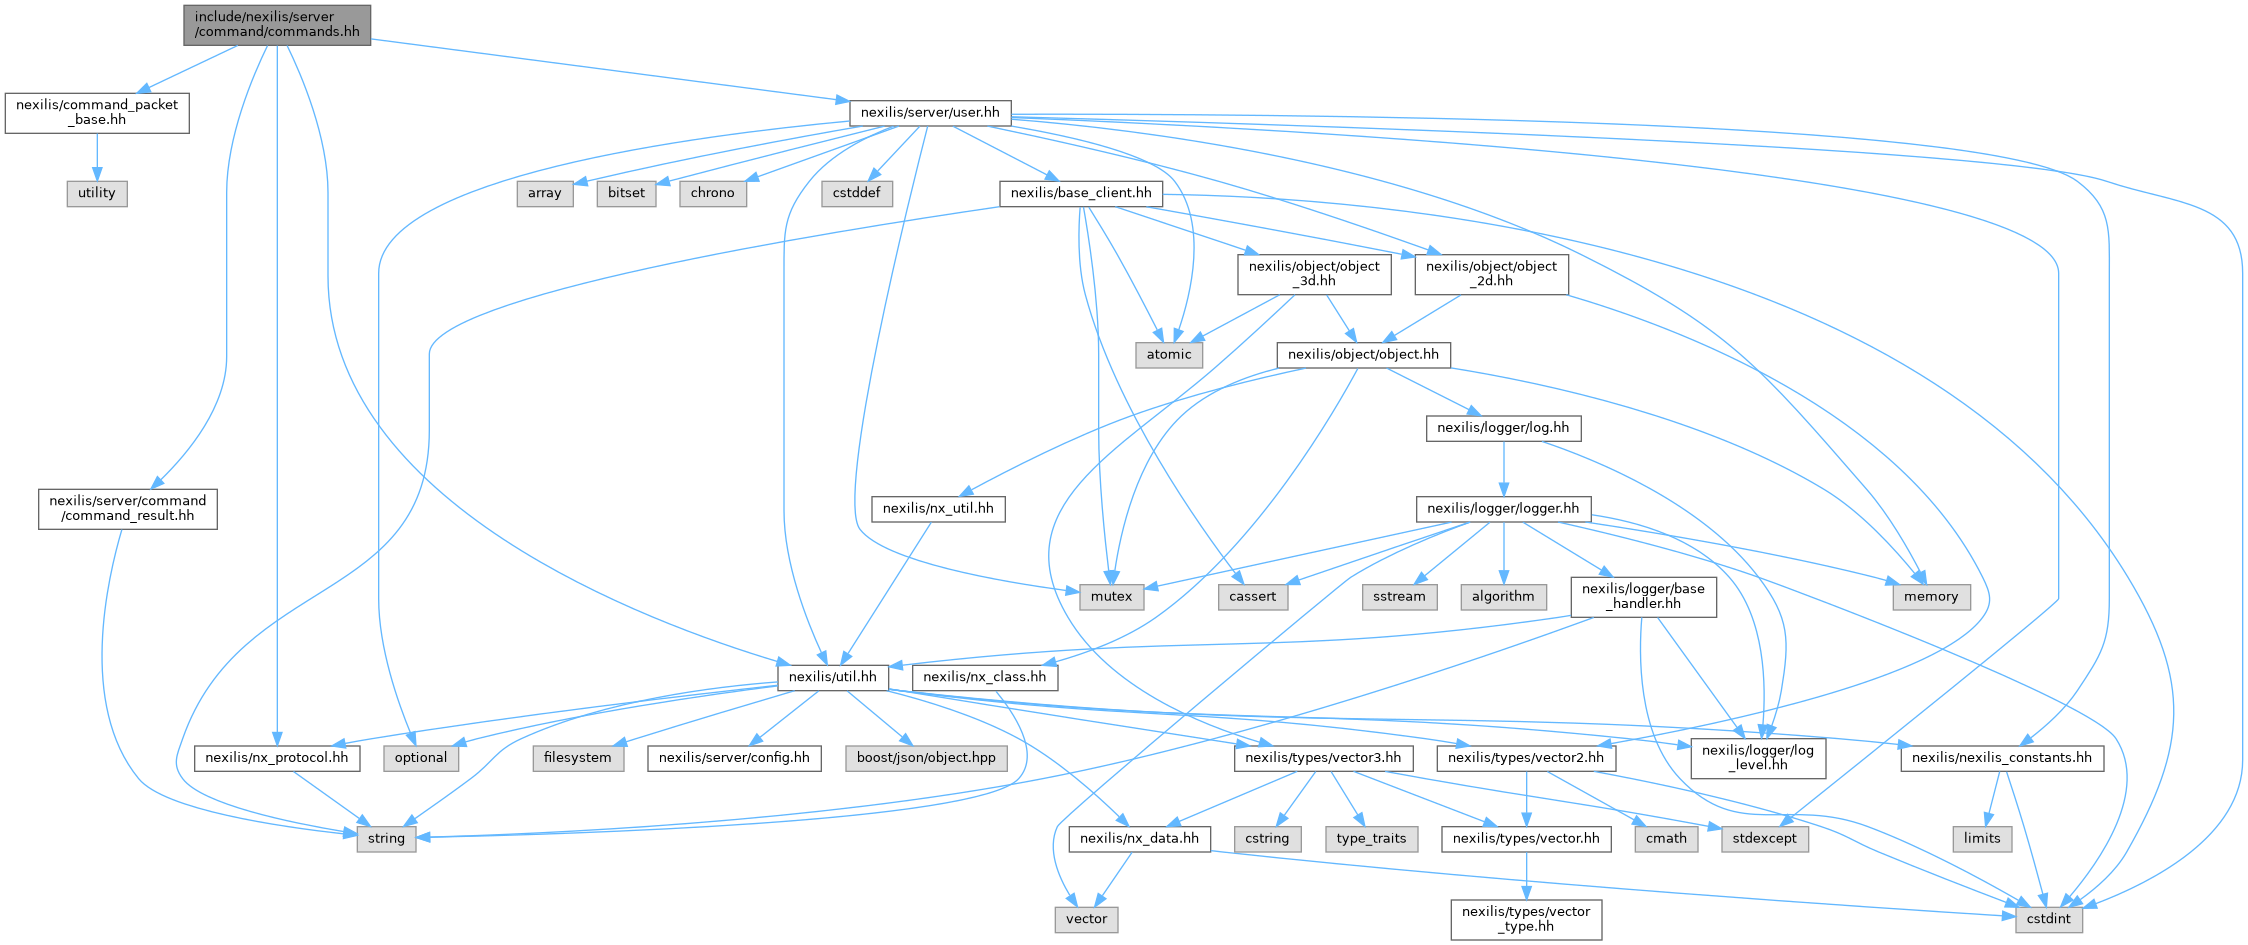 include/nexilis/server
/command/commands.hh
nexilis/command_packet
_base.hh
nexilis/server/user.hh
utility
array
bitset
chrono
cstddef
nexilis/base_client.hh
nexilis/object/object
_3d.hh
nexilis/object/object
_2d.hh
atomic
nexilis/object/object.hh
nexilis/logger/log.hh
nexilis/server/command
/command_result.hh
nexilis/nx_util.hh
nexilis/logger/logger.hh
mutex
cassert
sstream
algorithm
nexilis/logger/base
_handler.hh
memory
nexilis/util.hh
nexilis/nx_class.hh
nexilis/nx_protocol.hh
optional
filesystem
nexilis/server/config.hh
boost/json/object.hpp
nexilis/types/vector3.hh
nexilis/types/vector2.hh
nexilis/logger/log
_level.hh
nexilis/nexilis_constants.hh
string
nexilis/nx_data.hh
cstring
type_traits
nexilis/types/vector.hh
cmath
stdexcept
limits
vector
nexilis/types/vector
_type.hh
cstdint